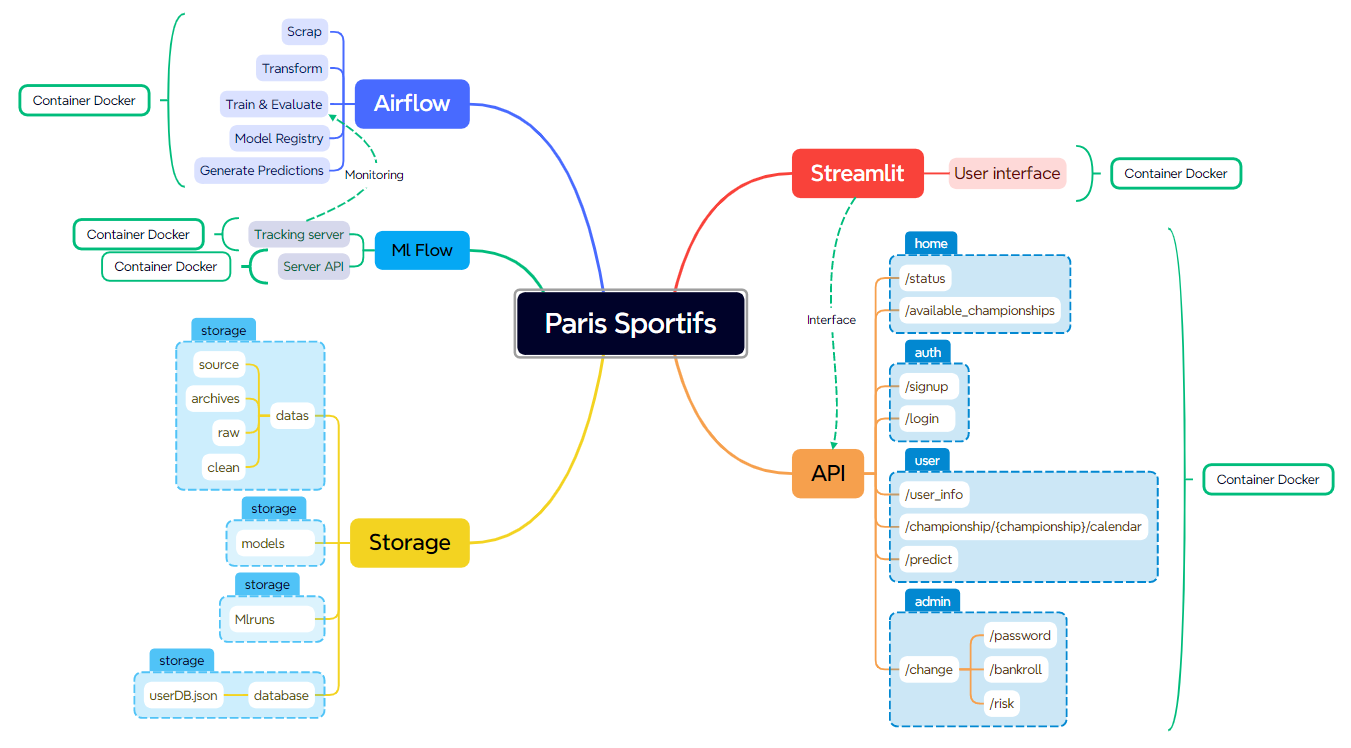 Paris Sportifs
Airflow
Scrap
Transform
Train & Evaluate
Model Registry
Generate Predictions
Container Docker
Monitoring
Ml Flow
Tracking server
Container Docker
Server API
Container Docker
Storage
storage
datas
source
archives
raw
clean
storage
models
storage
Mlruns
storage
database
userDB.json
Streamlit
User interface
Container Docker
Interface
API
home
/status
/available_championships
auth
/signup
/login
user
/user_info
/championship/{championship}/calendar
/predict
admin
/change
/password
/bankroll
/risk
Container Docker